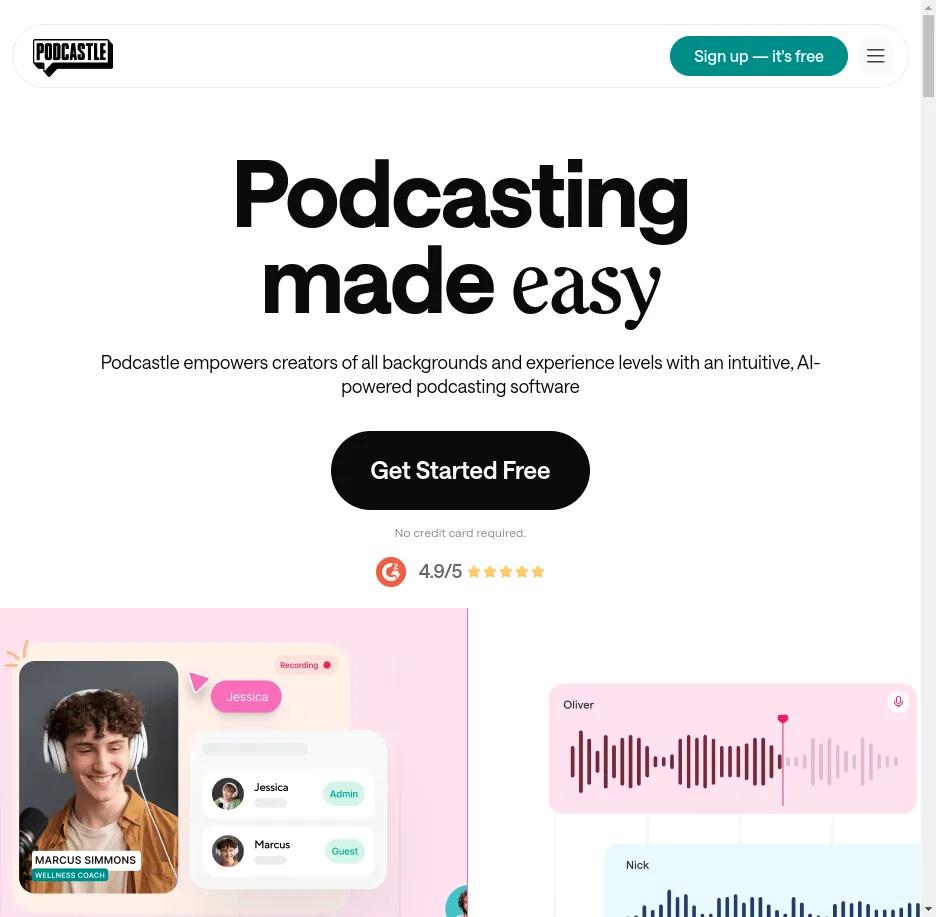 PODCASTLE
Sign up — it's free
Podcasting
made easy
Podcastle empowers creators of all backgrounds and experience levels with an intuitive, AI-
powered podcasting software
Get Started Free
No credit card required.
G2
4.9/5
Recording
Jessica
Jessica
Admin
Marcus
Guest
MARCUS SIMMONS
WELLNESS COACH
Oliver
Nick